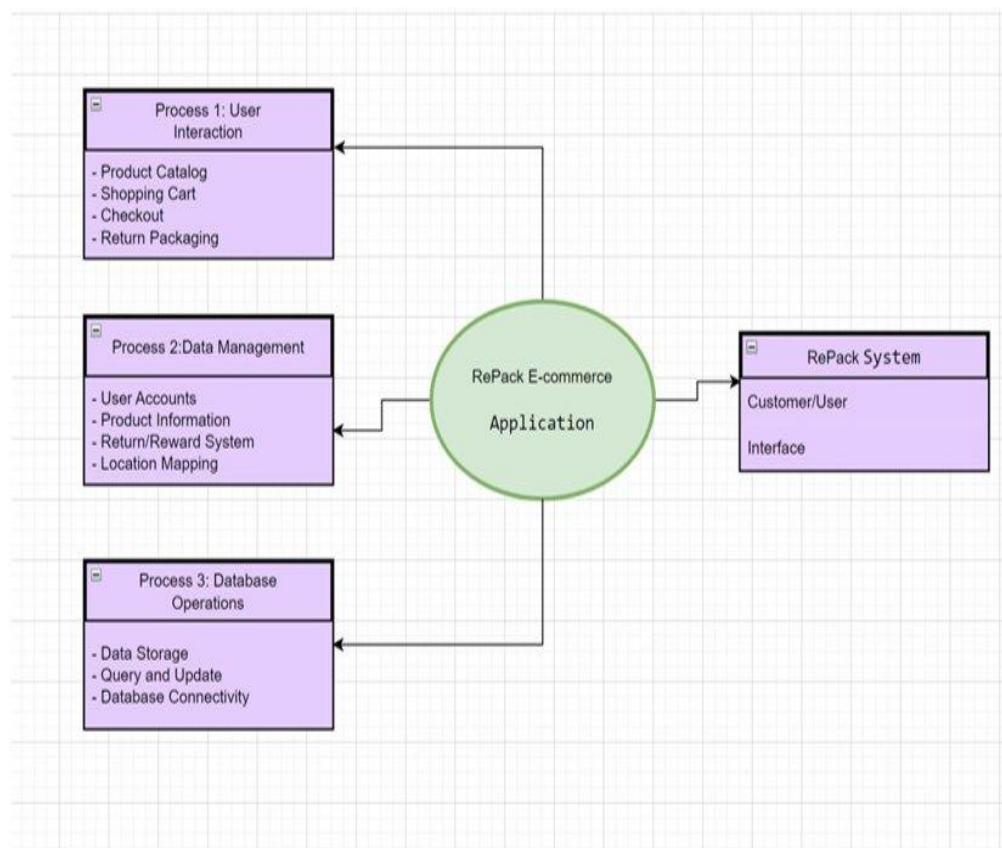 Process 1: User
Interaction
- Product Catalog
- Shopping Cart
- Checkout
- Return Packaging
Process 2:Data Management
- User Accounts
- Product Information
- Return/Reward System
- Location Mapping
Process 3: Database
Operations
- Data Storage
- Query and Update
- Database Connectivity
RePack E-commerce
Application
RePack System
Customer/User
Interface